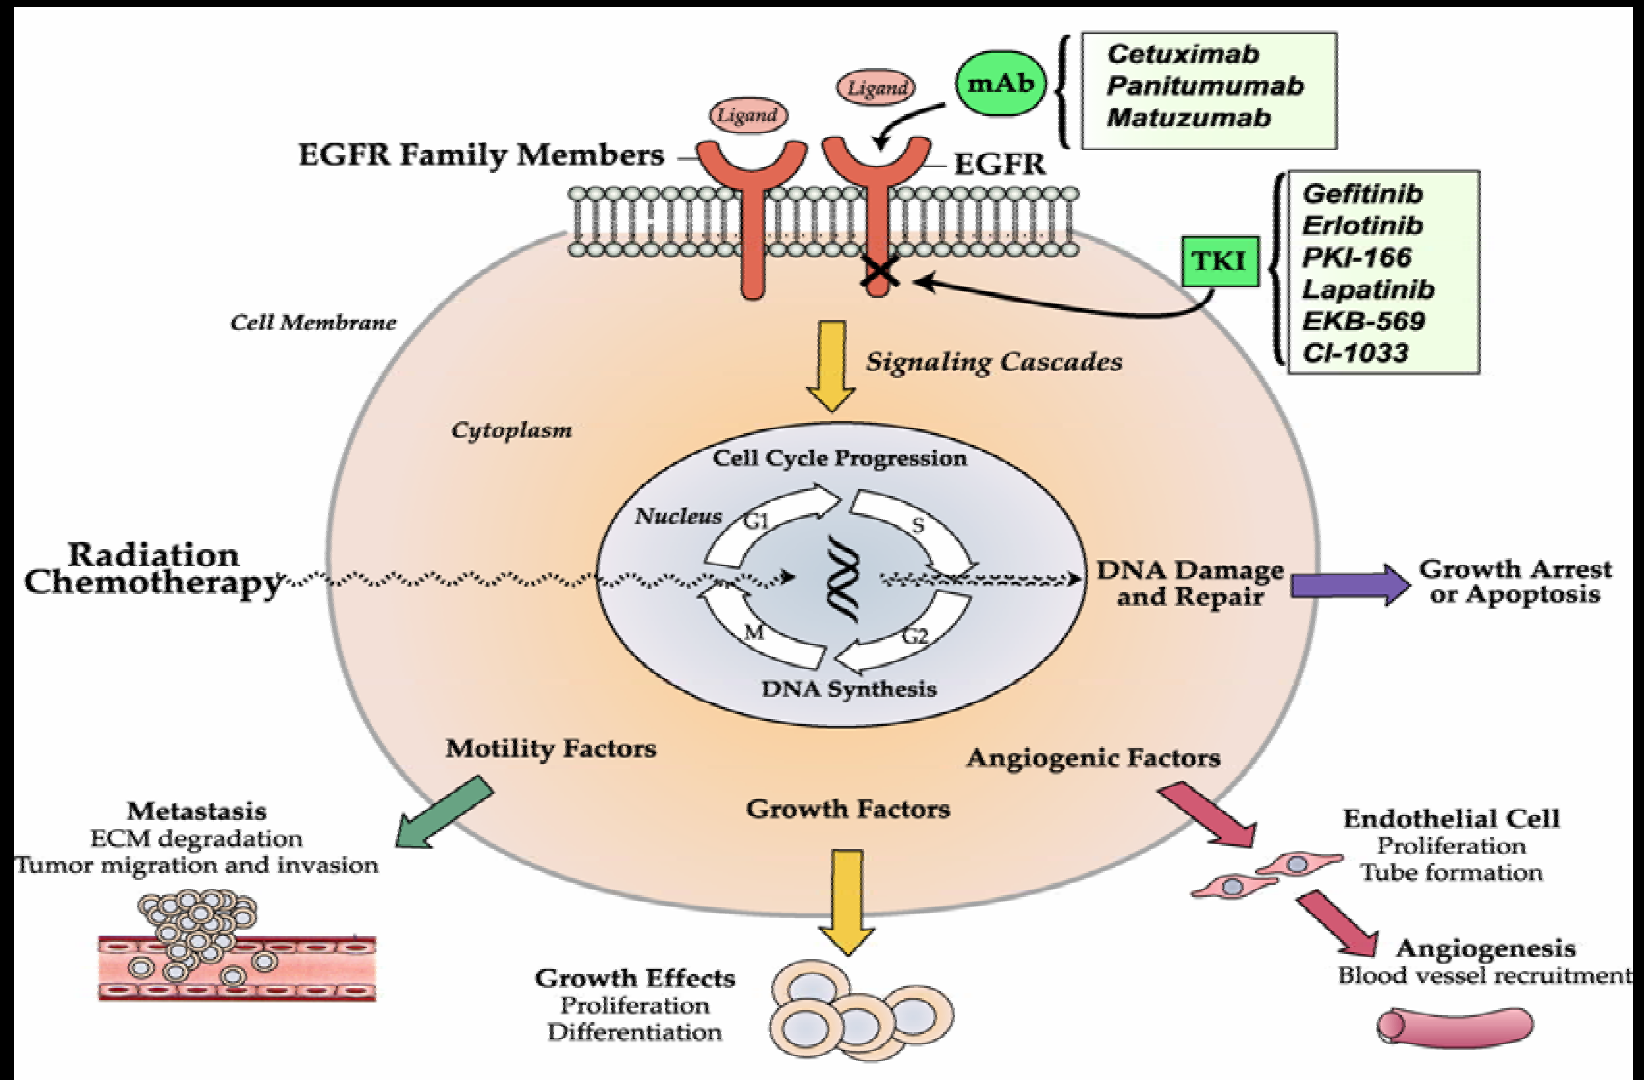 Cetuximab
Panitumumab
Matuzumab
mAb
Ligand
Ligand
EGFR Family Members
EGFR
Gefitinib
Erlotinib
PKI-166
Lapatinib
EKB-569
CI-1033
TKI
Cell Membrane
Signaling Cascades
Cytoplasm
Cell Cycle Progression
Nucleus
G1
S
Radiation
Chemotherapy
DNA Damage
and Repair
Growth Arrest
or Apoptosis
M
G2
DNA Synthesis
Motility Factors
Angiogenic Factors
Growth Factors
Metastasis
ECM degradation
Tumor migration and invasion
Endothelial Cell
Proliferation
Tube formation
Angiogenesis
Blood vessel recruitment
Growth Effects
Proliferation
Differentiation